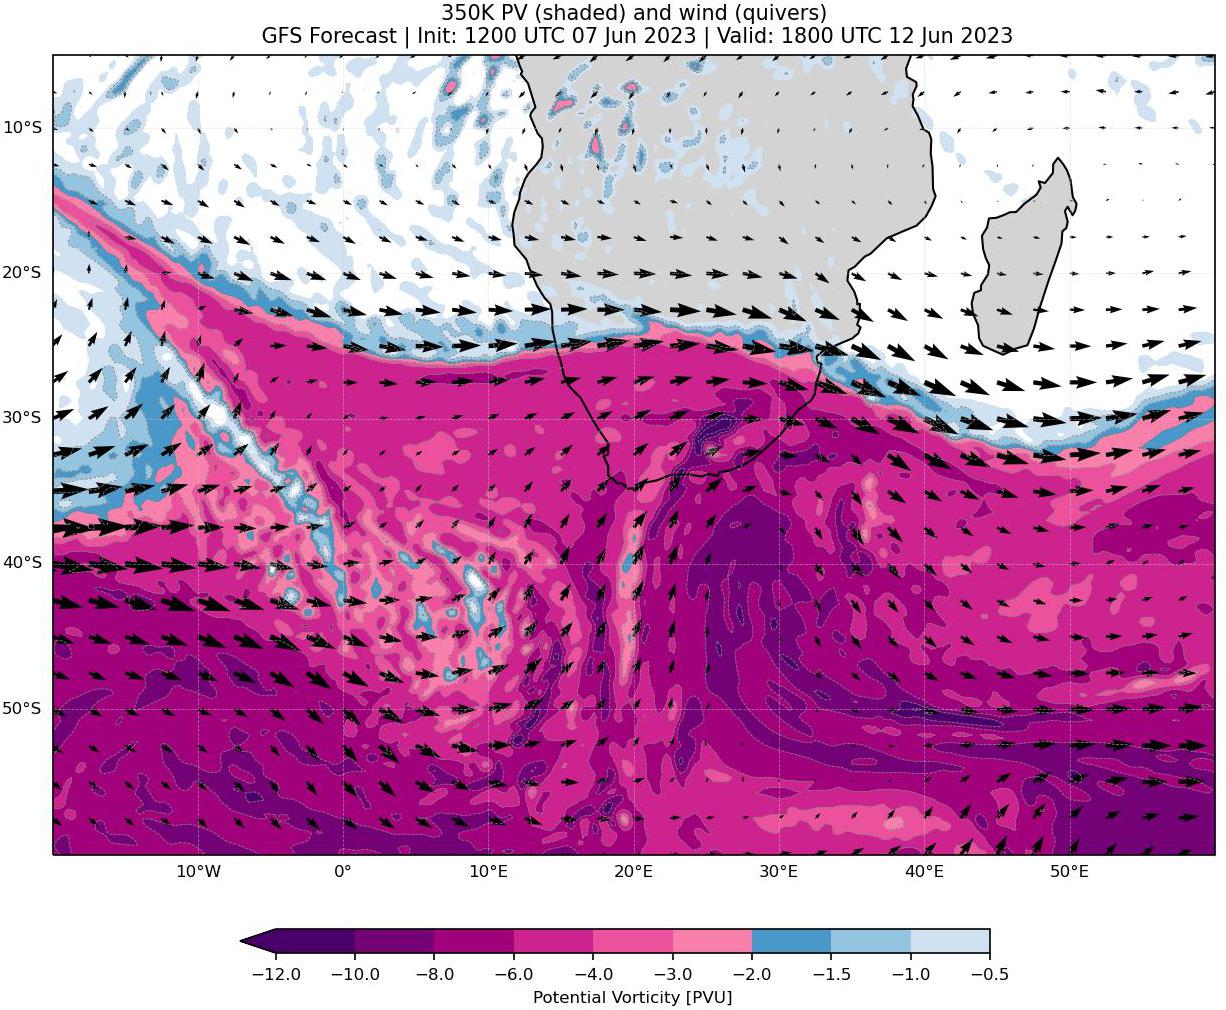 350K PV (shaded) and wind (quivers)
GFS Forecast | Init: 1200 UTC 07 Jun 2023 | Valid: 1800 UTC 12 Jun 2023
10°S
20°S
30°S
40°S
50°S
10°W 0° 10°E 20°E 30°E 40°E 50°E
−12.0 −10.0 −8.0 −6.0 −4.0 −3.0 −2.0 −1.5 −1.0 −0.5
Potential Vorticity [PVU]